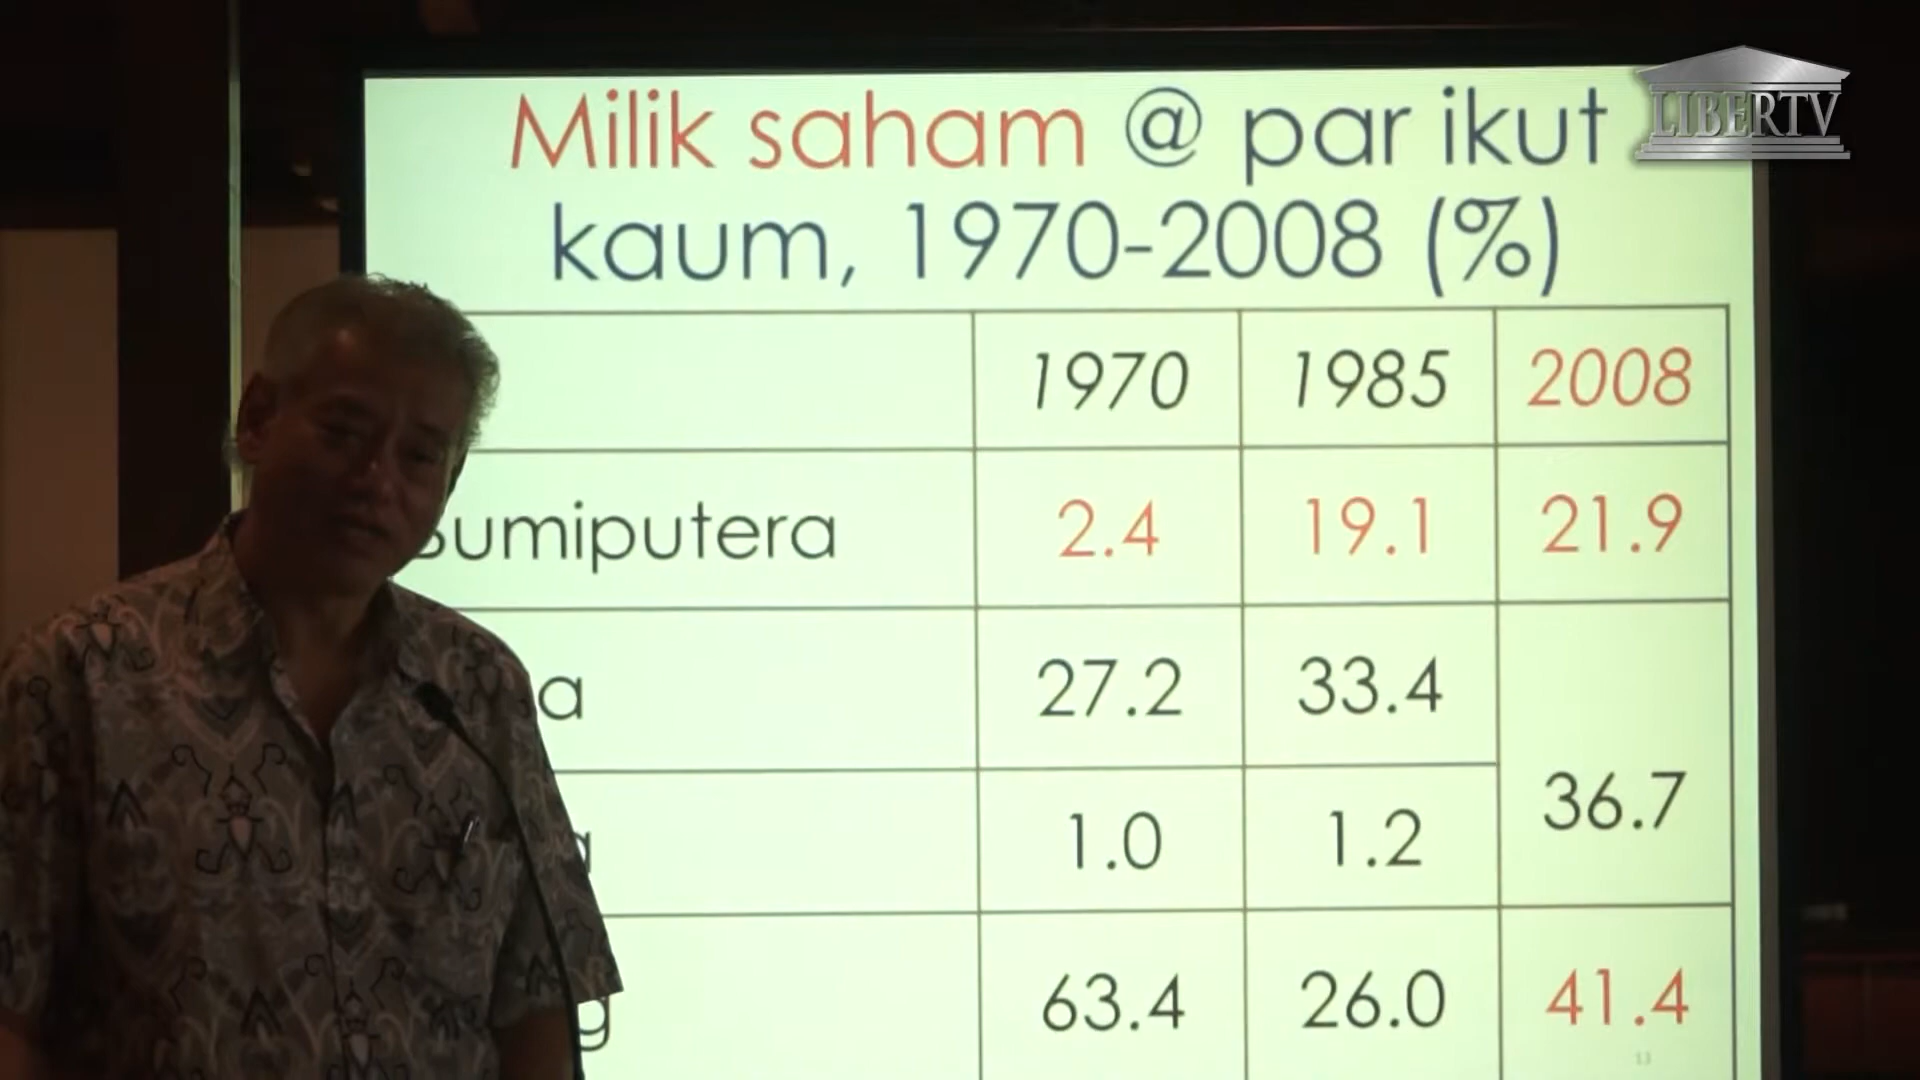 LIBERTV
Milik saham @ par ikut
kaum, 1970-2008 (%)
1970 1985 2008
Bumiputera 2.4 19.1 21.9
27.2 33.4
36.7
1.0 1.2
63.4 26.0 41.4